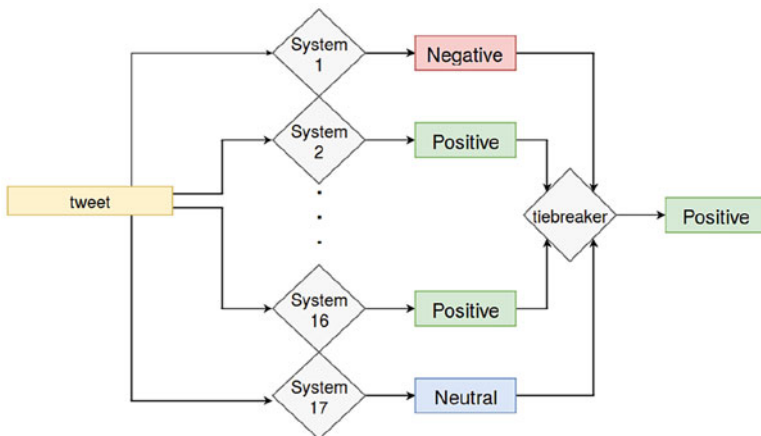 System
1
Negative
System
2
Positive
tweet
tiebreaker
Positive
System
16
Positive
System
17
Neutral